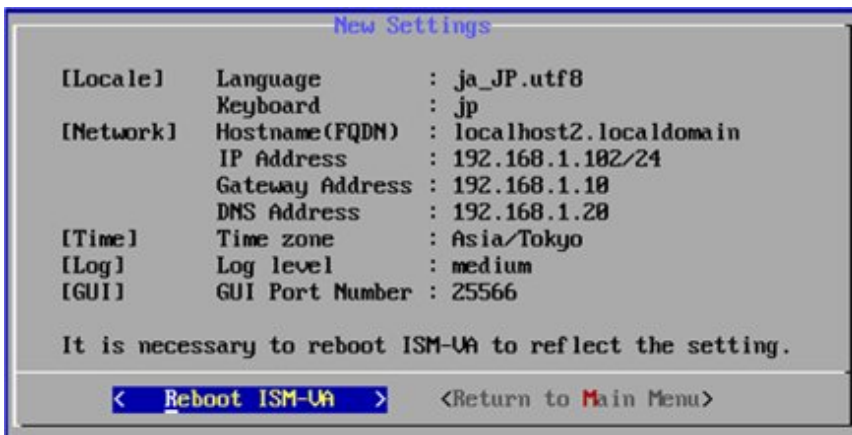 New Settings
[Locale] Language : ja_JP.utf8
Keyboard : jp
[Network] Hostname(FQDN) : localhost2.localdomain
IP Address : 192.168.1.102/24
Gateway Address : 192.168.1.10
DNS Address : 192.168.1.20
[Time] Time zone : Asia/Tokyo
[Log] Log level : medium
[GUI] GUI Port Number : 25566
It is necessary to reboot ISM-VA to reflect the setting.
< Reboot ISM-VA > <Return to Main Menu>